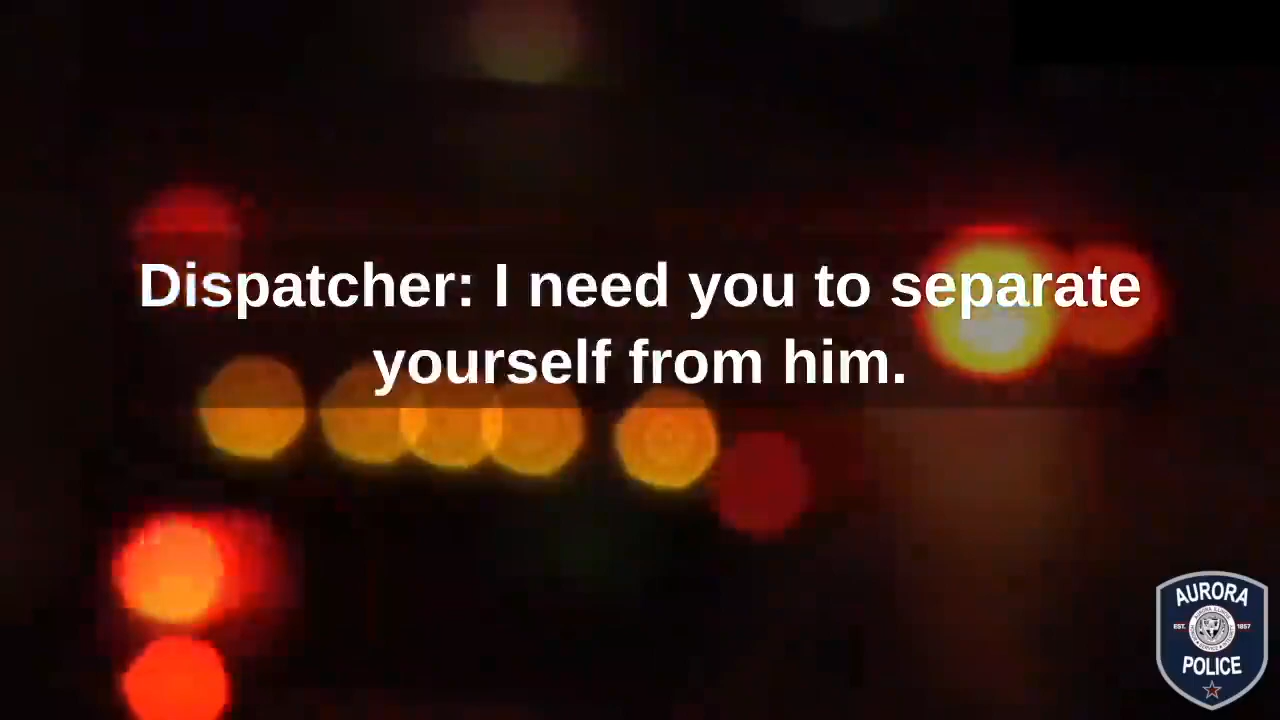 Dispatcher: I need you to separate
yourself from him.
AURORA
EST. 1857
POLICE